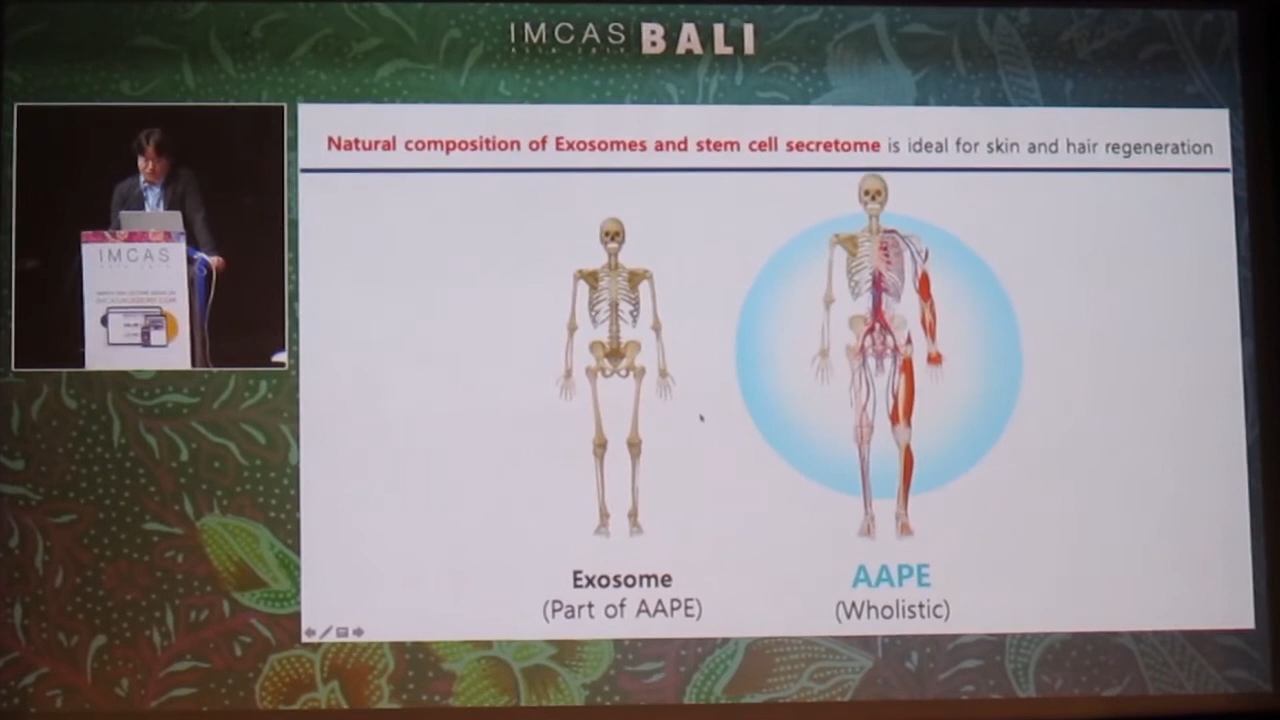 IMCAS BALI
Natural composition of Exosomes and stem cell secretome is ideal for skin and hair regeneration
IMCAS
Exosome
(Part of AAPE)
AAPE
(Wholistic)